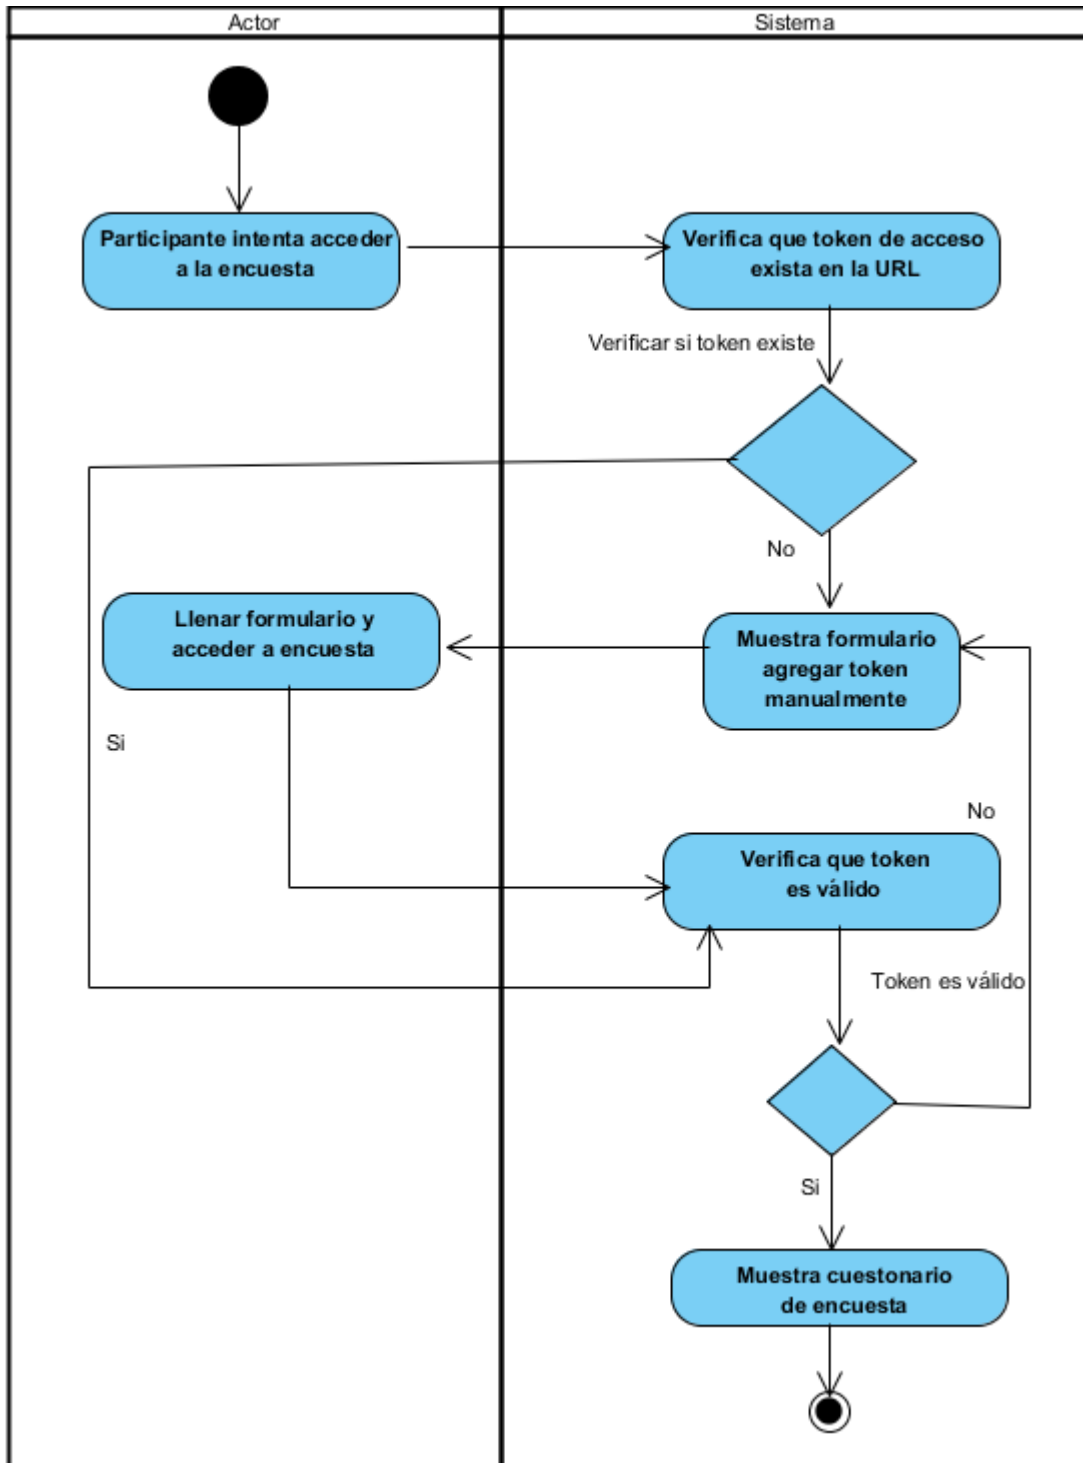 Actor
Sistema
Participante intenta acceder
a la encuesta
Verifica que token de acceso
exista en la URL
Verificar si token existe
No
Llenar formulario y
acceder a encuesta
Muestra formulario
agregar token
manualmente
Si
No
Verifica que token
es válido
Token es válido
Si
Muestra cuestonario
de encuesta